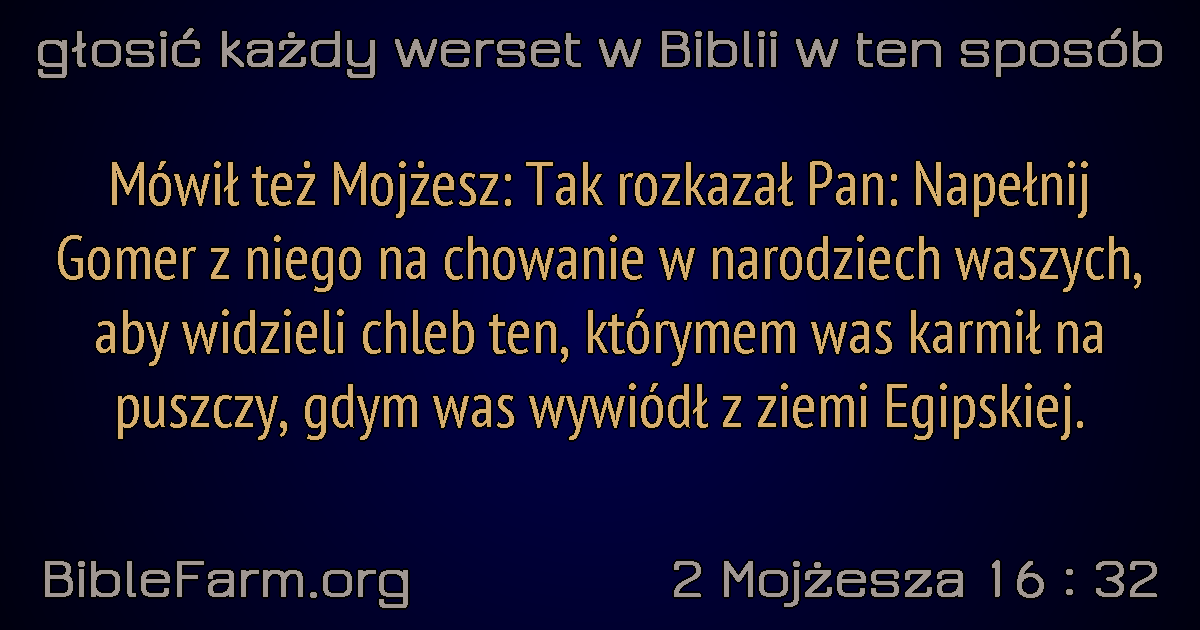 głosić każdy werset w Biblii w ten sposób
Mówił też Mojżesz: Tak rozkazał Pan: Napełnij
Gomer z niego na chowanie w narodziech waszych,
aby widzieli chleb ten, którymem was karmił na
puszczy, gdym was wywiódł z ziemi Egipskiej.
BibleFarm.org
2 Mojżesza 16 : 32